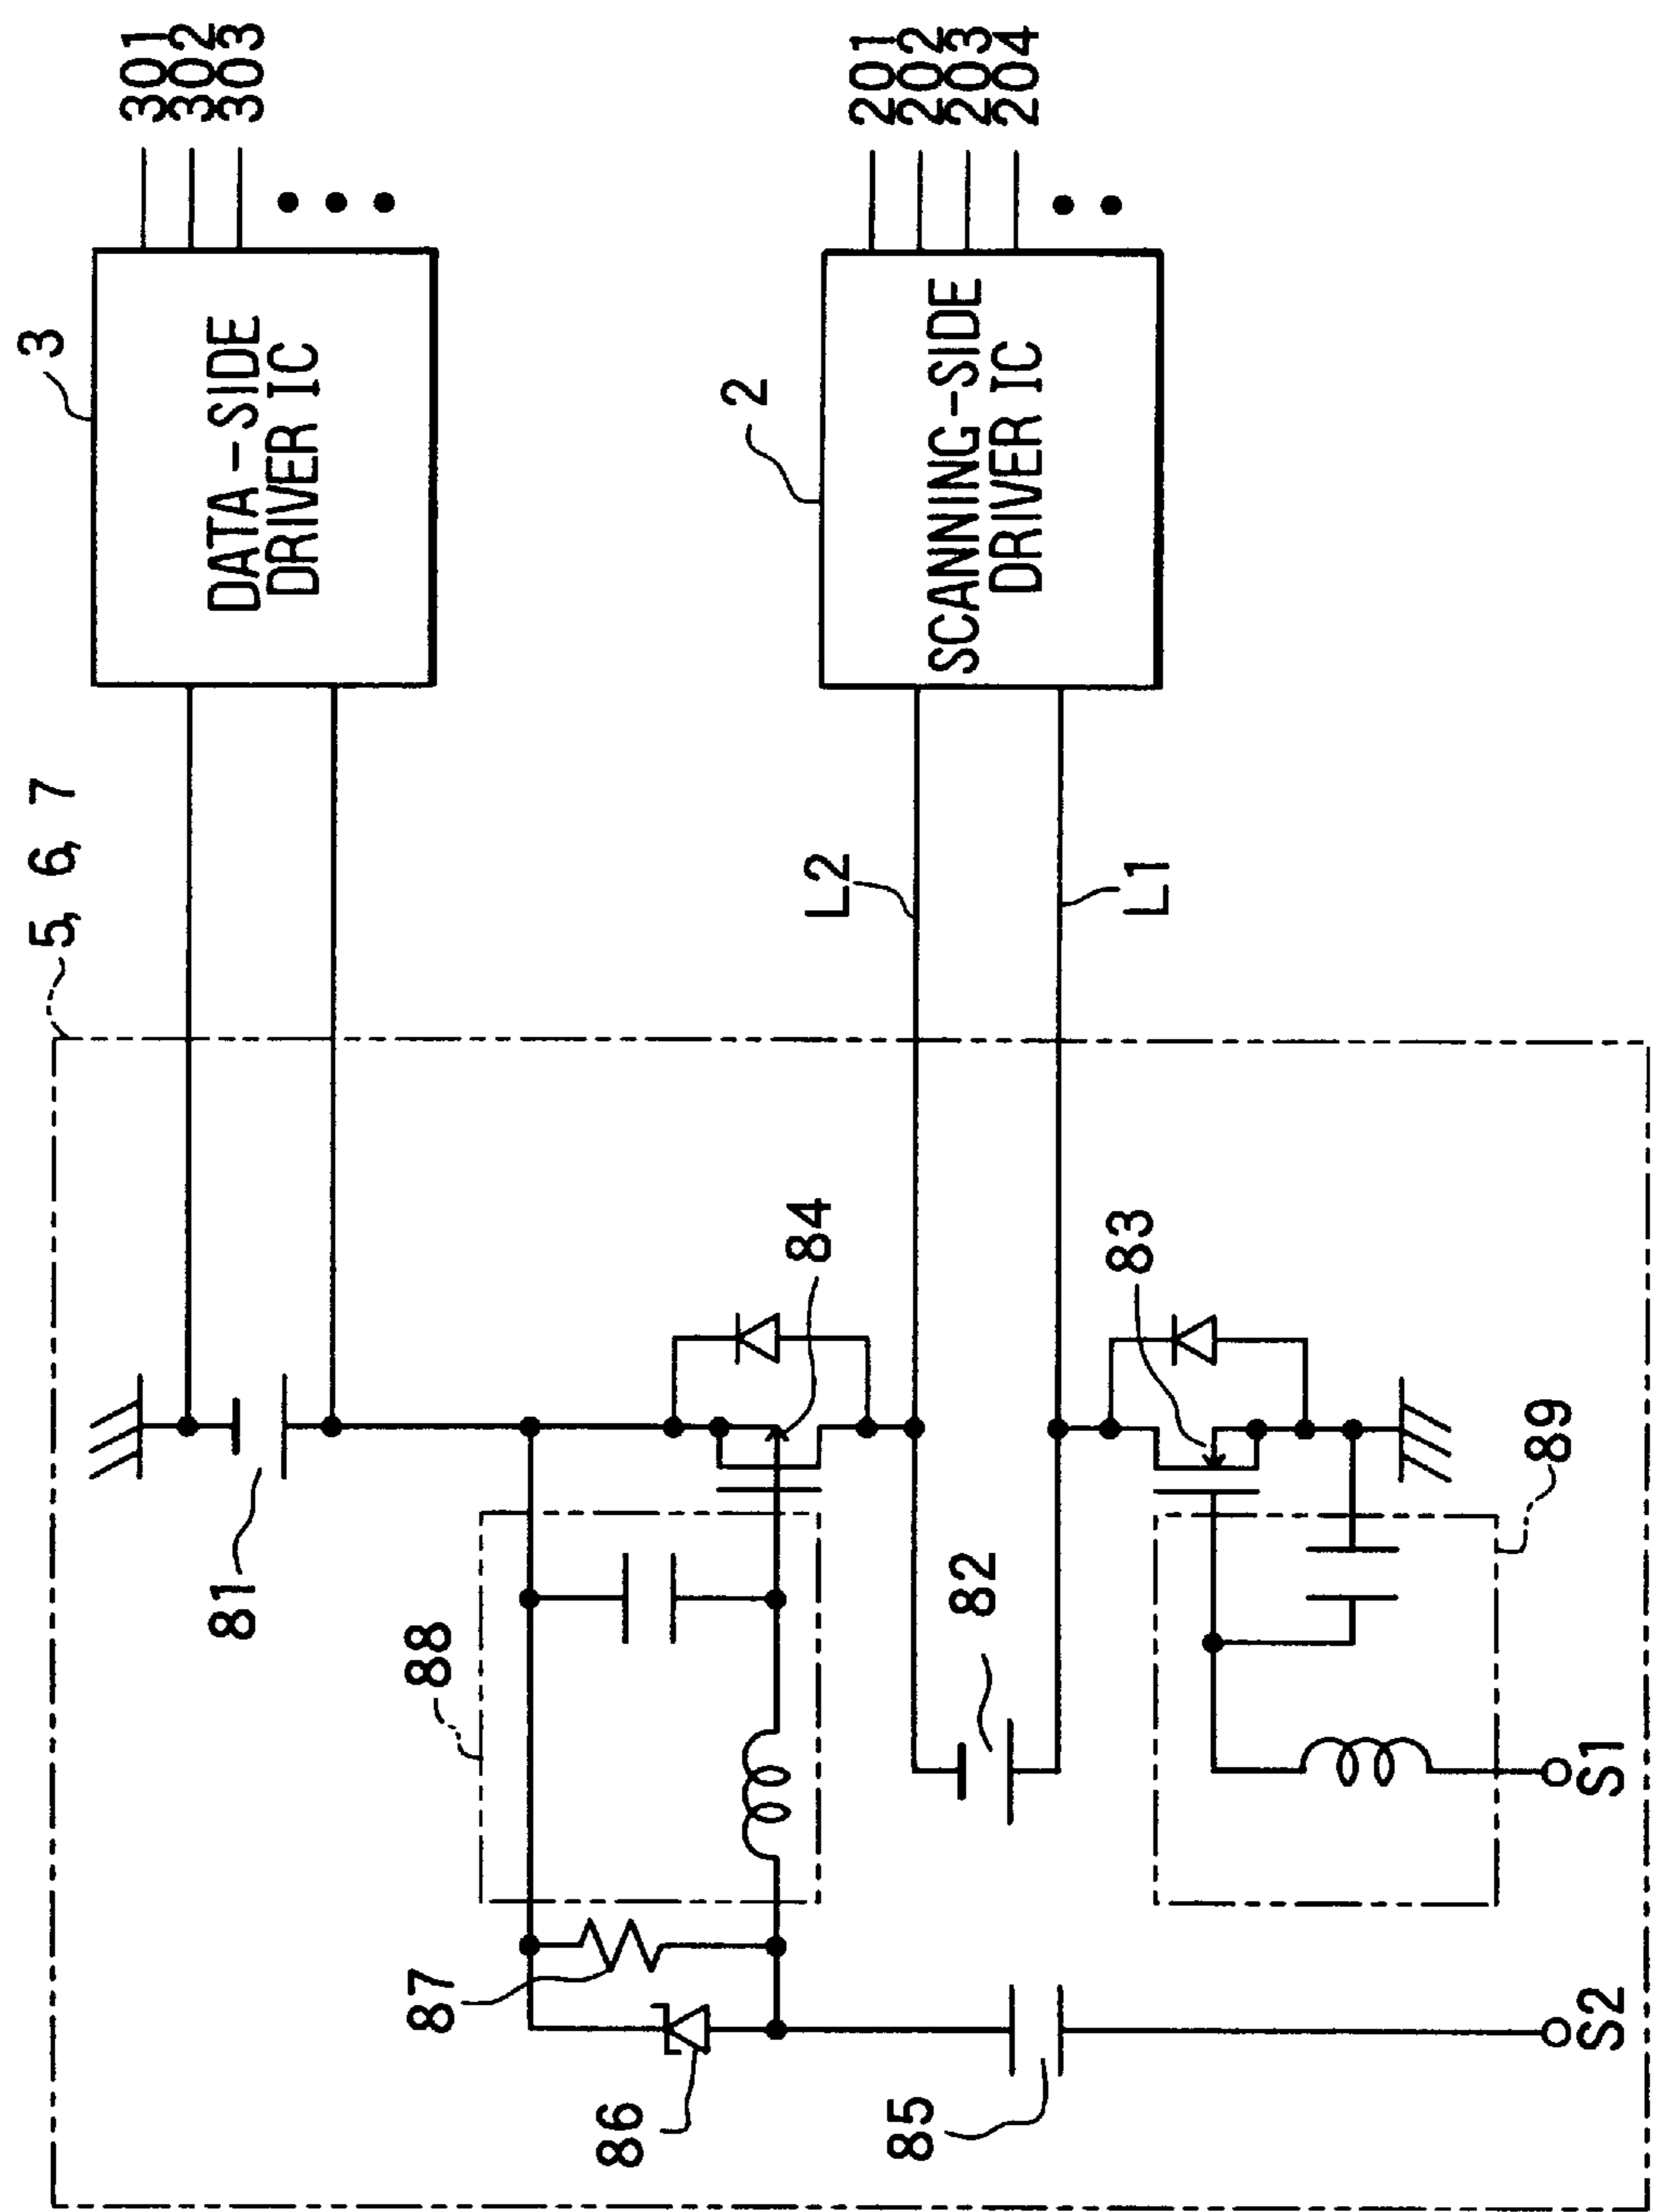 5, 6, 7
3
DATA-SIDE
DRIVER IC
301
302
303
81
88
87
86
84
L2
2
SCANNING-SIDE
DRIVER IC
201
202
203
204
82
85
83
L1
89
S2
S1